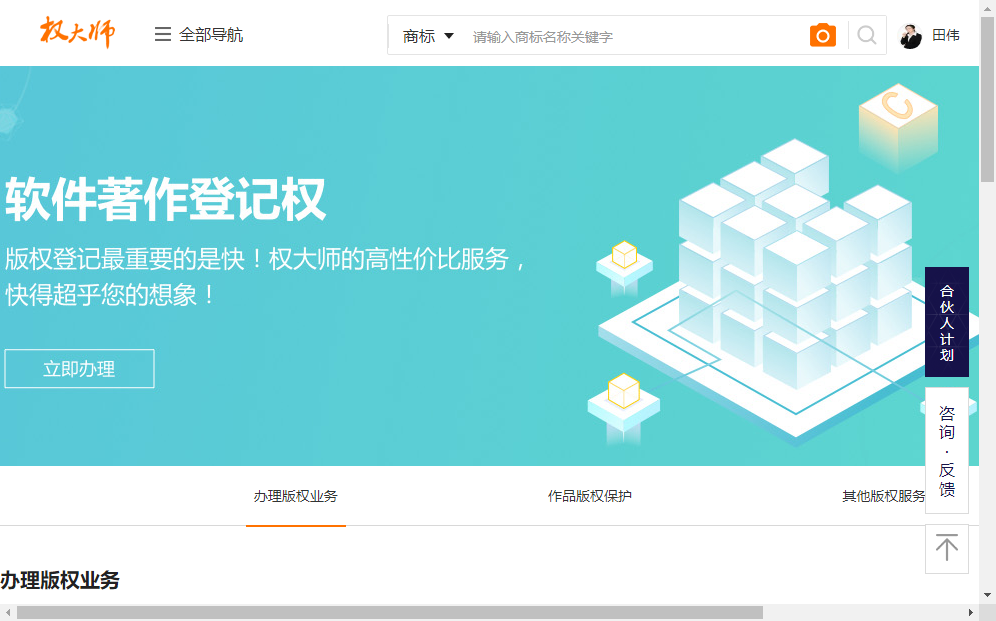 权大师
全部导航
商标
请输入商标名称关键字
田伟
C
软件著作登记权
版权登记最重要的是快！权大师的高性价比服务，
快得超乎您的想象！
立即办理
合伙人计划
咨询·反馈
办理版权业务
作品版权保护
其他版权服务
办理版权业务